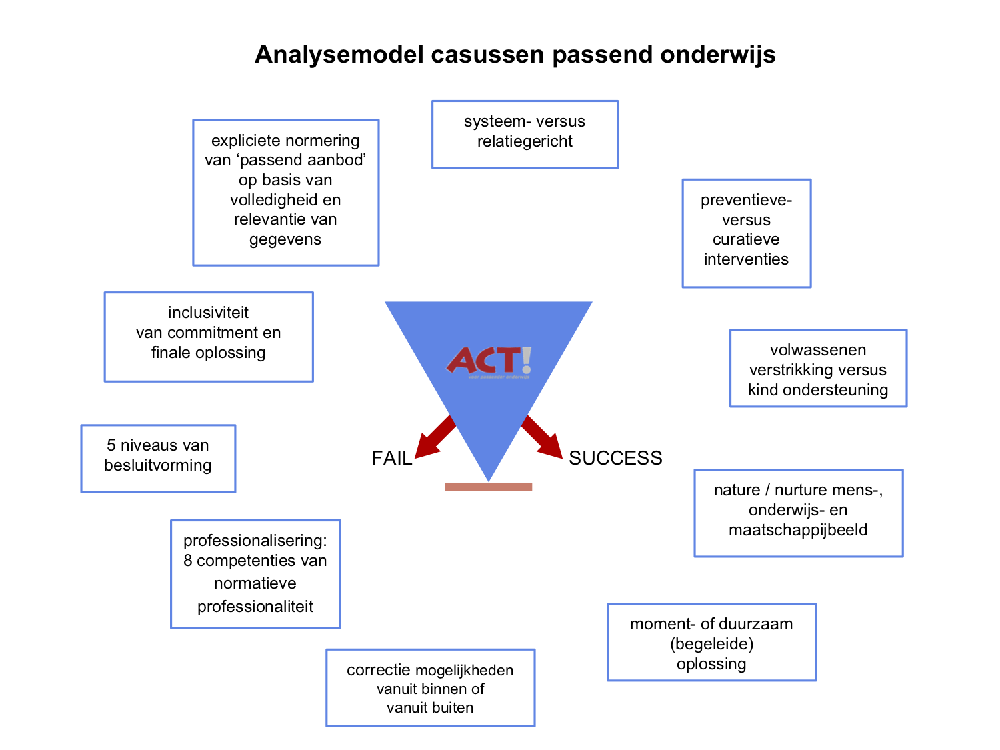 Analysemodel casussen passend onderwijs
systeem- versus
relatiegericht
expliciete normering
van ‘passend aanbod’
op basis van
volledigheid en
relevantie van
gegevens
preventieve-
versus
curatieve
interventies
inclusiviteit
van commitment en
finale oplossing
ACT!
voor passender onderwijs
volwassenen
verstrikking versus
kind ondersteuning
5 niveaus van
besluitvorming
FAIL
SUCCESS
nature / nurture mens-,
onderwijs- en
maatschappijbeeld
professionalisering:
8 competenties van
normatieve
professionaliteit
moment- of duurzaam
(begeleide)
oplossing
correctie mogelijkheden
vanuit binnen of
vanuit buiten